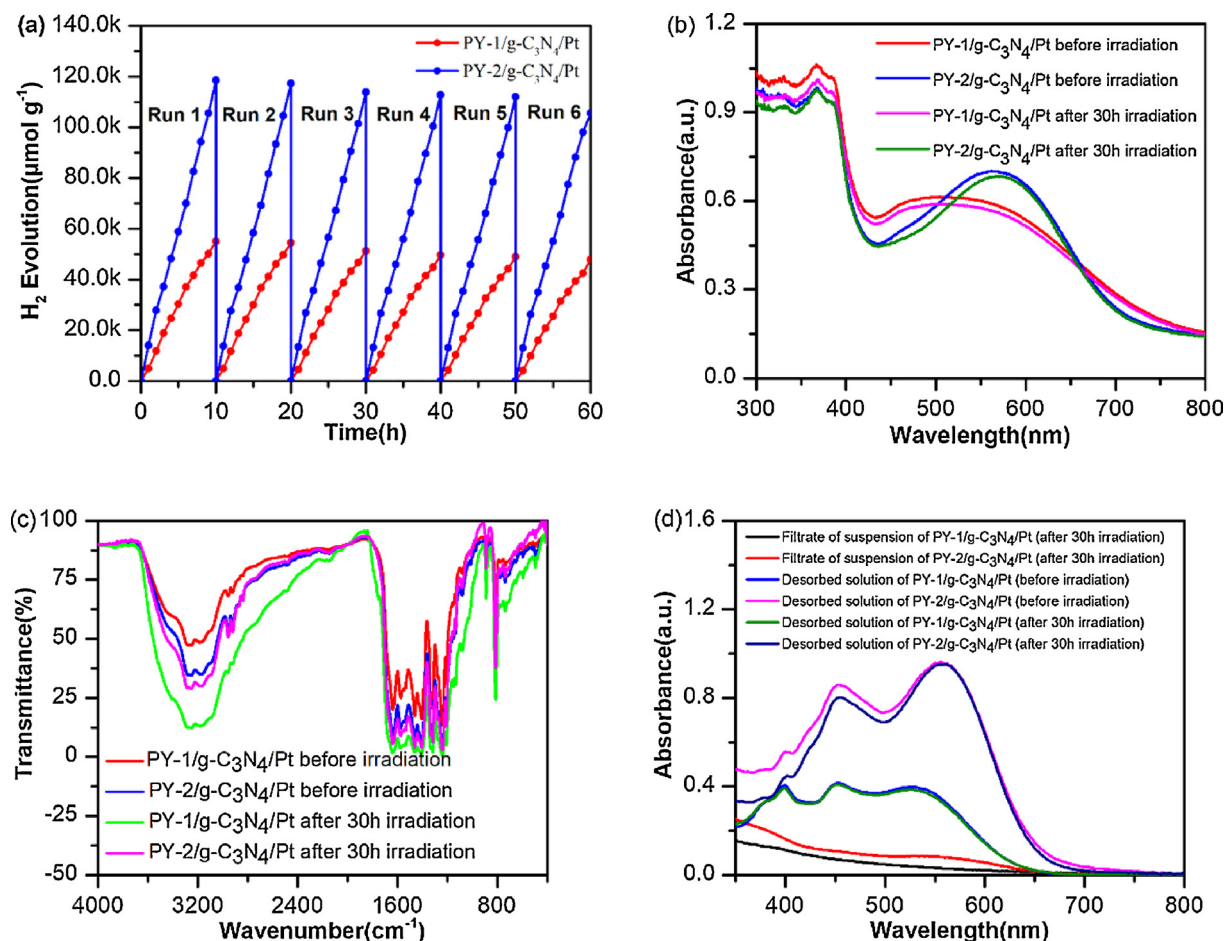 (a)
140.0k
120.0k
100.0k
80.0k
60.0k
40.0k
20.0k
0.0
H2 Evolution(μmol g-1)
PY-1/g-C3N4/Pt
PY-2/g-C3N4/Pt
Run 1 Run 2 Run 3 Run 4 Run 5 Run 6
0 10 20 30 40 50 60
Time(h)
(b)
1.2
0.9
0.6
0.3
0.0
Absorbance(a.u.)
PY-1/g-C3N4/Pt before irradiation
PY-2/g-C3N4/Pt before irradiation
PY-1/g-C3N4/Pt after 30h irradiation
PY-2/g-C3N4/Pt after 30h irradiation
300 400 500 600 700 800
Wavelength(nm)
(c)
100
75
50
25
0
-25
-50
Transmittance(%)
PY-1/g-C3N4/Pt before irradiation
PY-2/g-C3N4/Pt before irradiation
PY-1/g-C3N4/Pt after 30h irradiation
PY-2/g-C3N4/Pt after 30h irradiation
4000 3200 2400 1600 800
Wavenumber(cm-1)
(d)
1.6
1.2
0.8
0.4
0.0
Absorbance(a.u.)
Filtrate of suspension of PY-1/g-C3N4/Pt (after 30h irradiation)
Filtrate of suspension of PY-2/g-C3N4/Pt (after 30h irradiation)
Desorbed solution of PY-1/g-C3N4/Pt (before irradiation)
Desorbed solution of PY-2/g-C3N4/Pt (before irradiation)
Desorbed solution of PY-1/g-C3N4/Pt (after 30h irradiation)
Desorbed solution of PY-2/g-C3N4/Pt (after 30h irradiation)
400 500 600 700 800
Wavelength(nm)